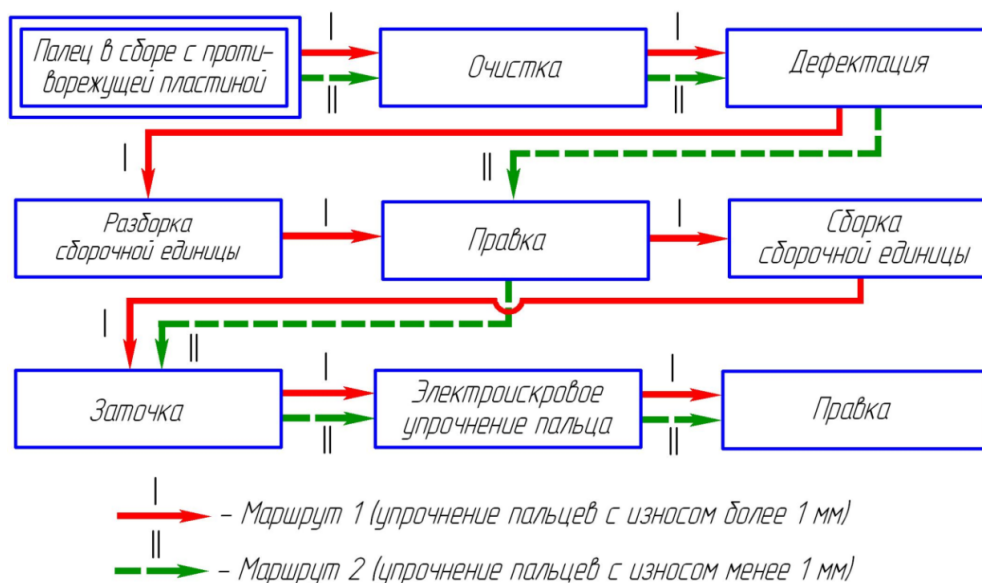 I
I
Палец в сборе с проти-
ворежущей пластиной
Очистка
Дефектация
II
II
I
II
Разборка
сборочной единицы
I
Правка
I
Сборка
сборочной единицы
I
II
Заточка
I
Электроискровое
упрочнение пальца
I
Правка
II
II
I
– Маршрут 1 (упрочнение пальцев с износом более 1 мм)
II
– Маршрут 2 (упрочнение пальцев с износом менее 1 мм)